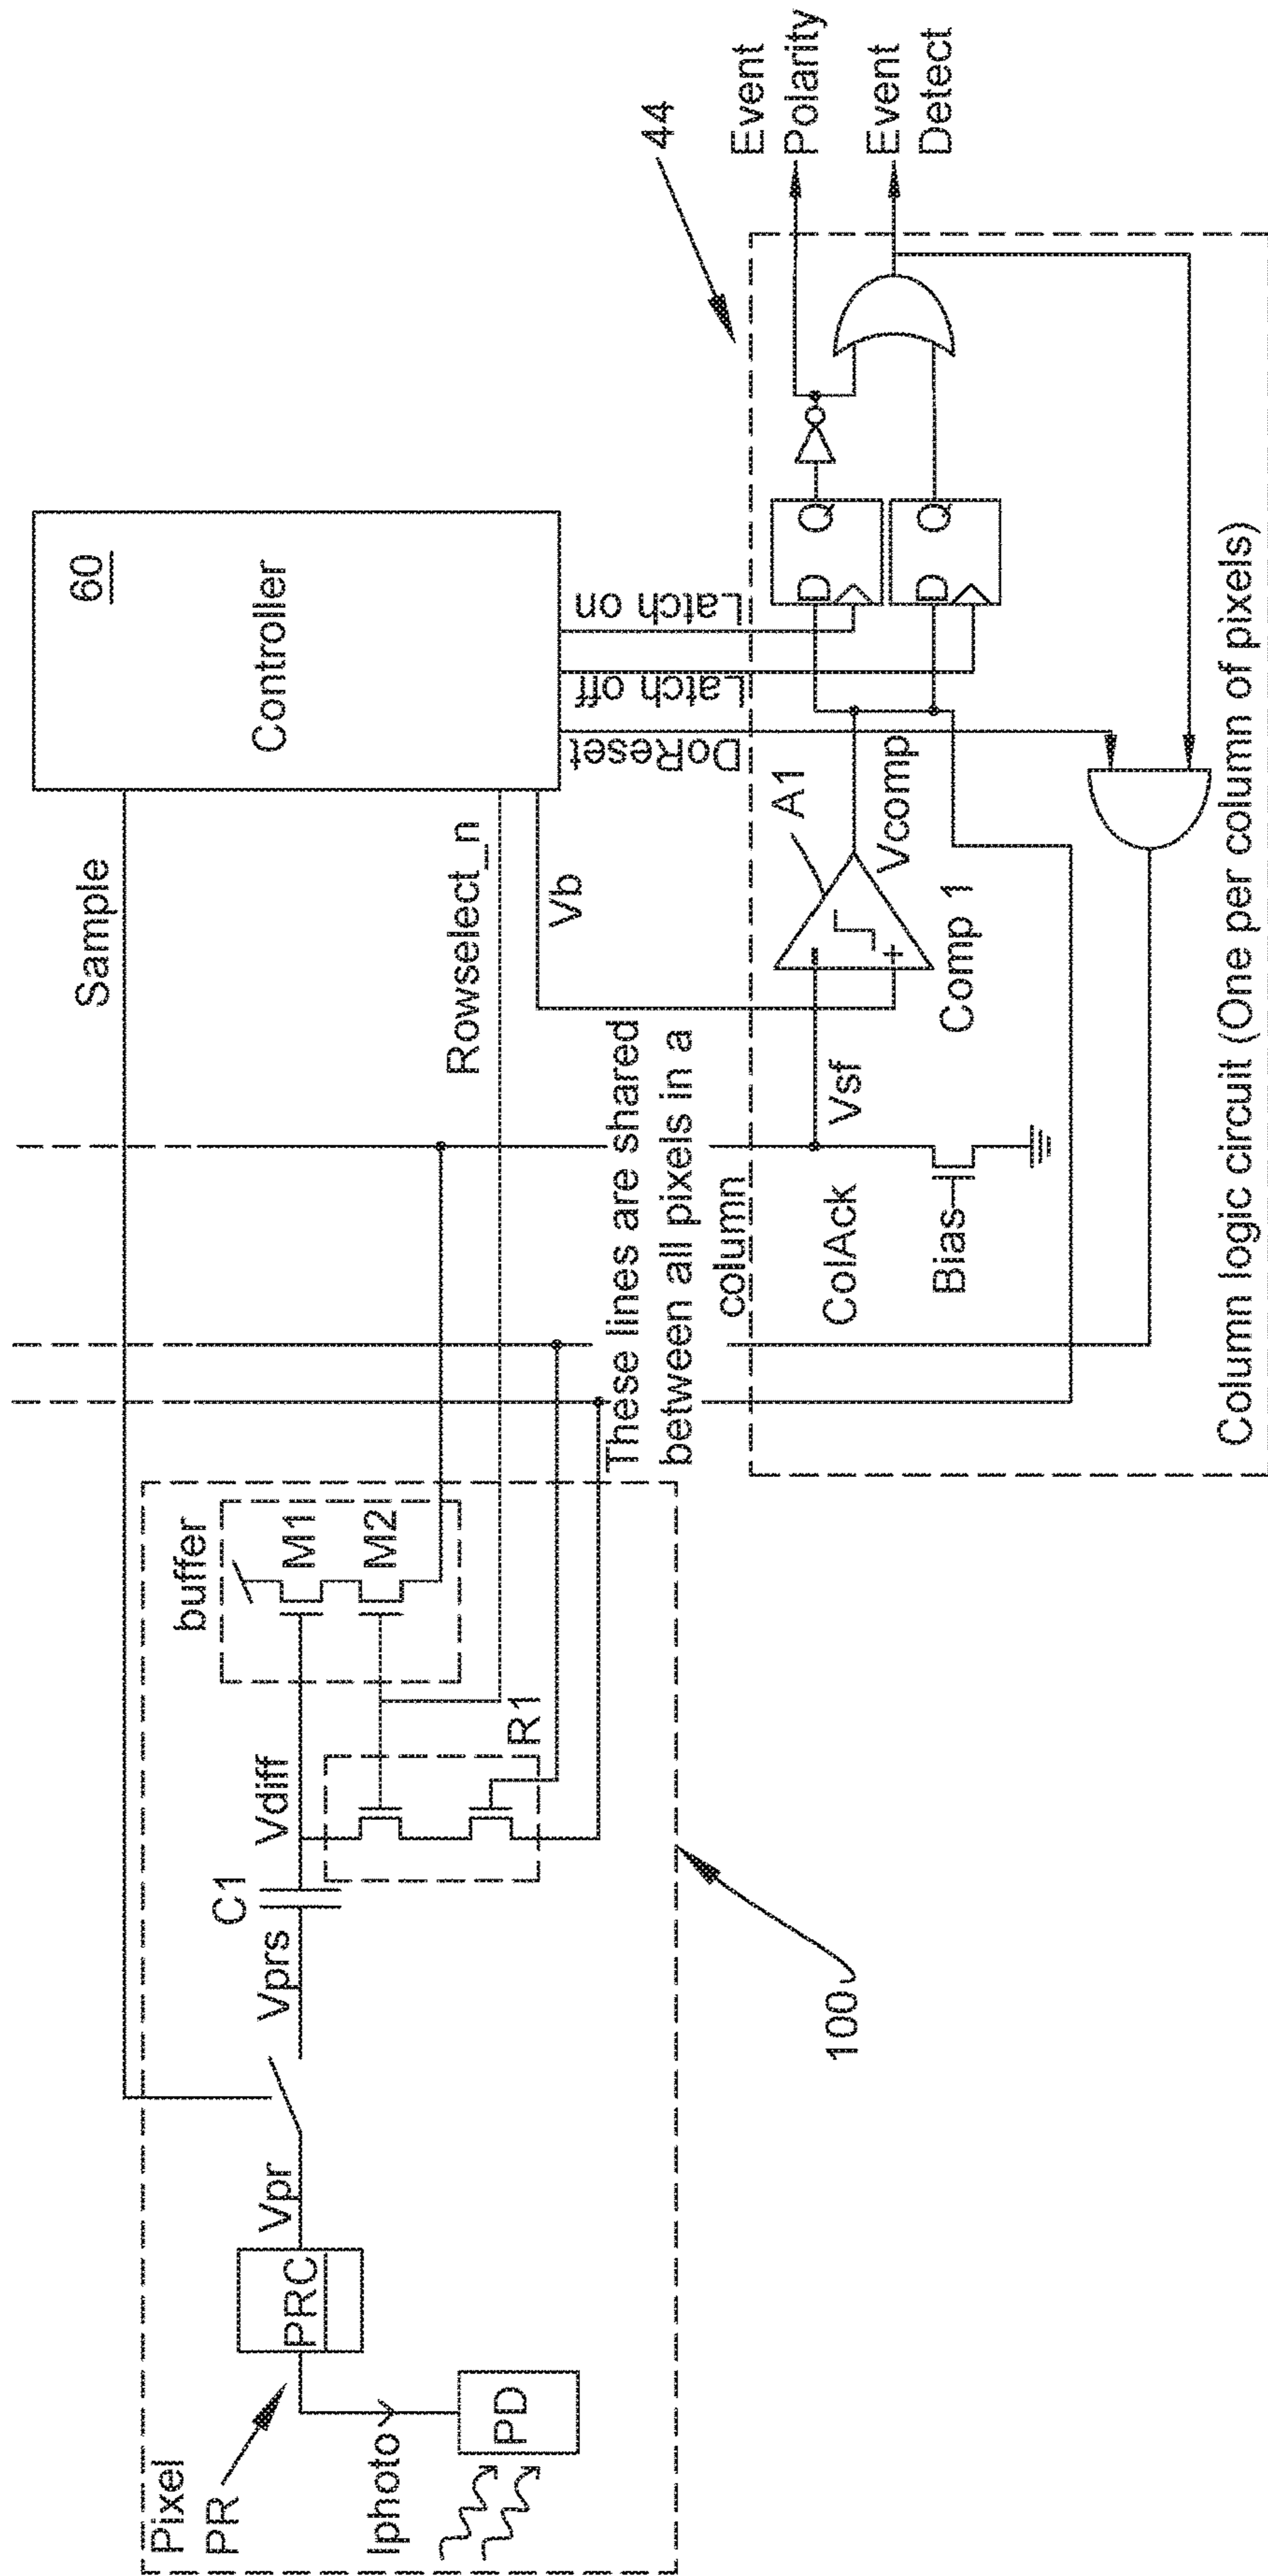 Pixel
PR
PRC
Vpr
Vprs
C1
Vdiff
buffer
M1
M2
R1
Iphoto
PD
100
Sample
60
Controller
Rowselect_n
Vb
DoReset
Latch off
Latch on
These lines are shared
between all pixels in a
column
44
Event
Polarity
Event
Detect
ColAck
Vsf
Bias
A1
-
+
Vcomp
Comp 1
D
Q
D
Q
Column logic circuit (One per column of pixels)